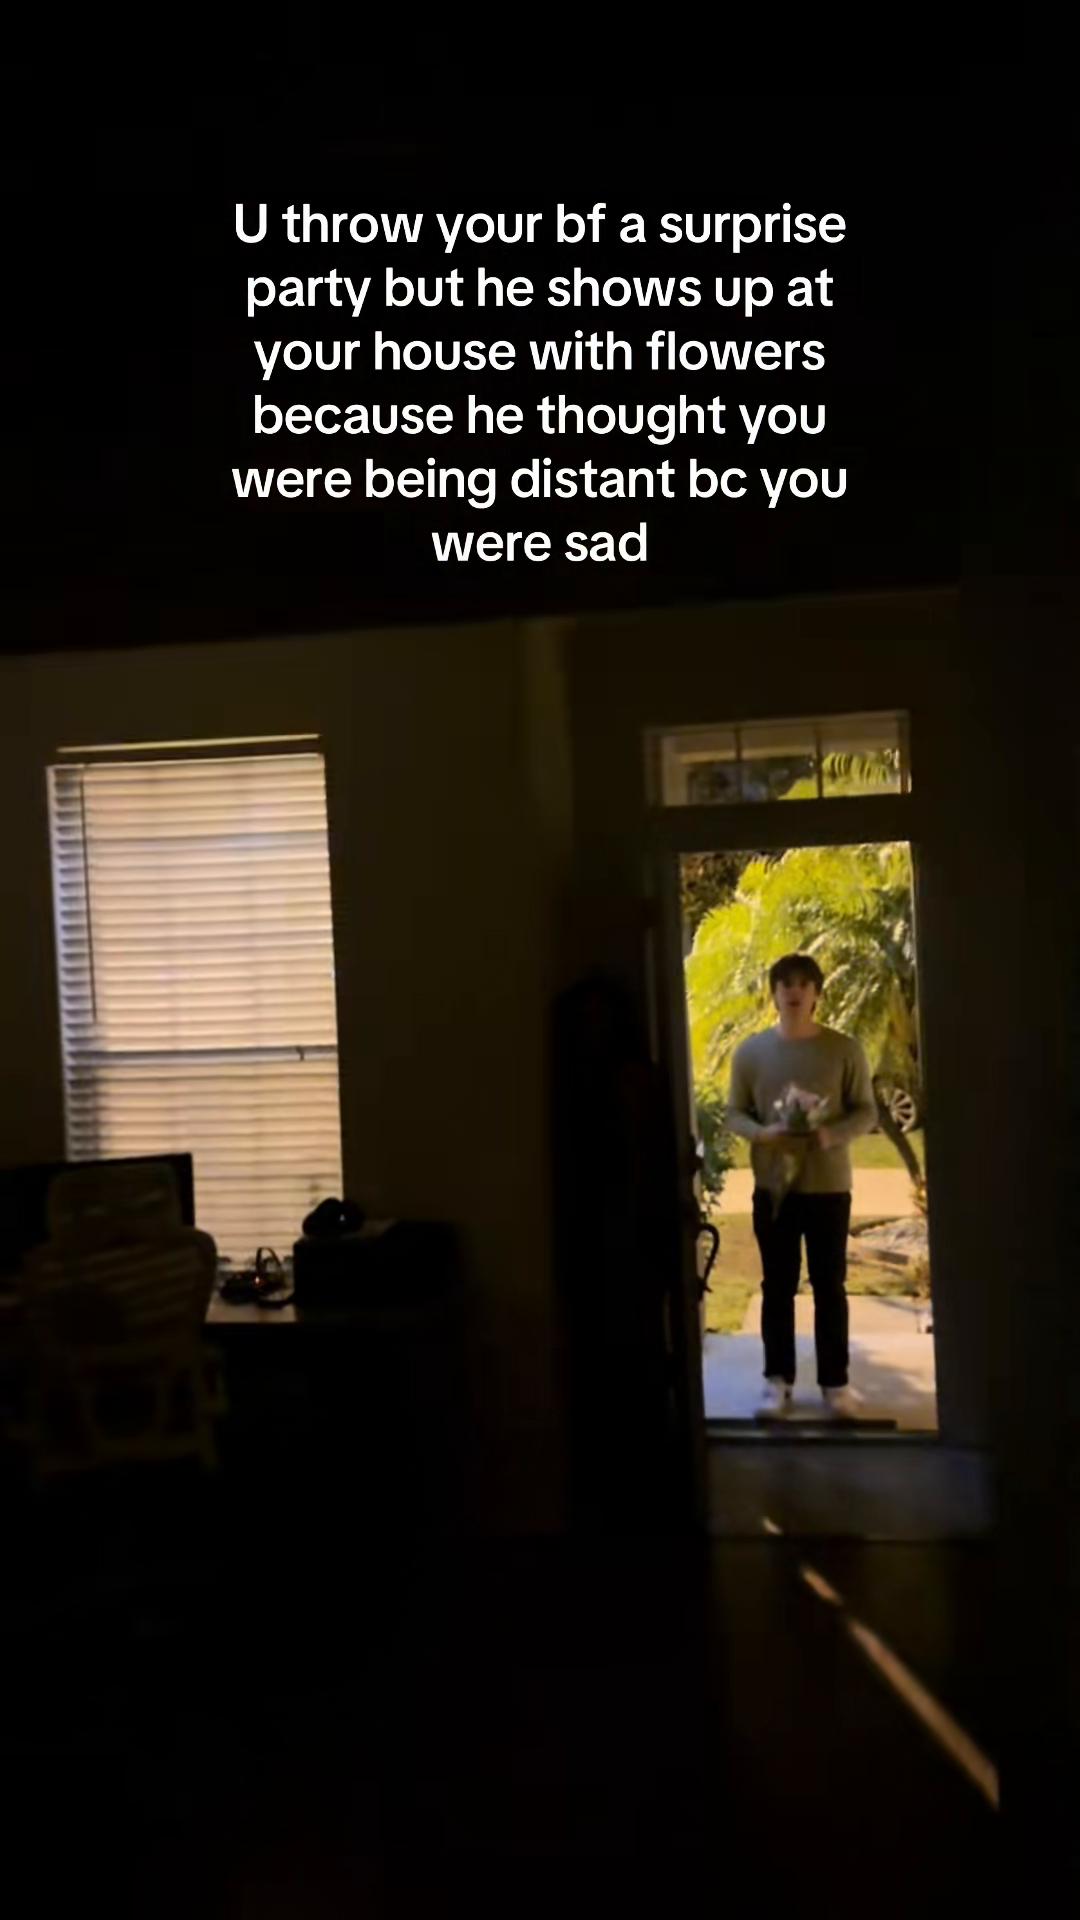 U throw your bf a surprise
party but he shows up at
your house with flowers
because he thought you
were being distant bc you
were sad